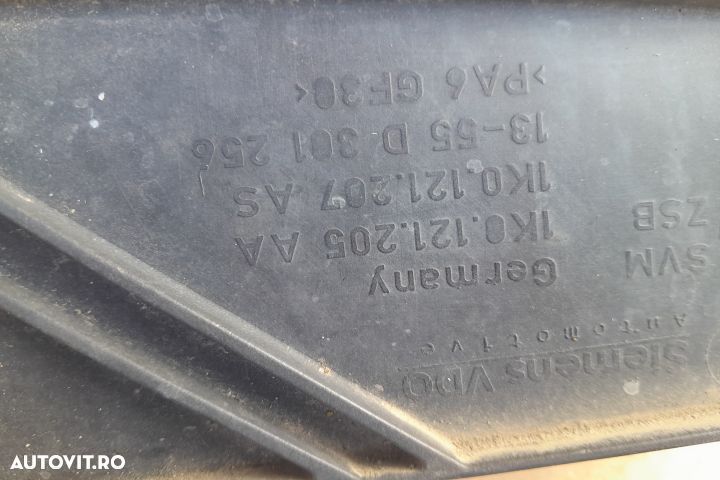 Siemens VDO
Automotive
Germany
SVM 1K0.121.205 AA
ZSB 1K0.121.207 AS
13-55 D 301 256
>PA6 GF30<
AUTOVIT.RO